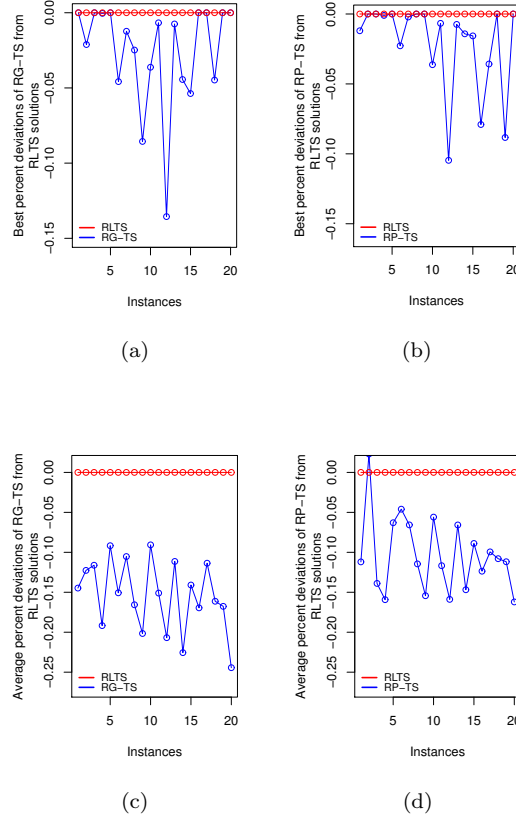 Best percent deviations of RG−TS from
RLTS solutions
0.00
−0.05
−0.10
−0.15
RLTS
RG−TS
5 10 15 20
Instances
(a)
Best percent deviations of RP−TS from
RLTS solutions
0.00
−0.05
−0.10
−0.15
RLTS
RP−TS
5 10 15 20
Instances
(b)
Average percent deviations of RG−TS from
RLTS solutions
0.00
−0.05
−0.10
−0.15
−0.20
−0.25
RLTS
RG−TS
5 10 15 20
Instances
(c)
Average percent deviations of RP−TS from
RLTS solutions
0.00
−0.05
−0.10
−0.15
−0.20
−0.25
RLTS
RP−TS
5 10 15 20
Instances
(d)